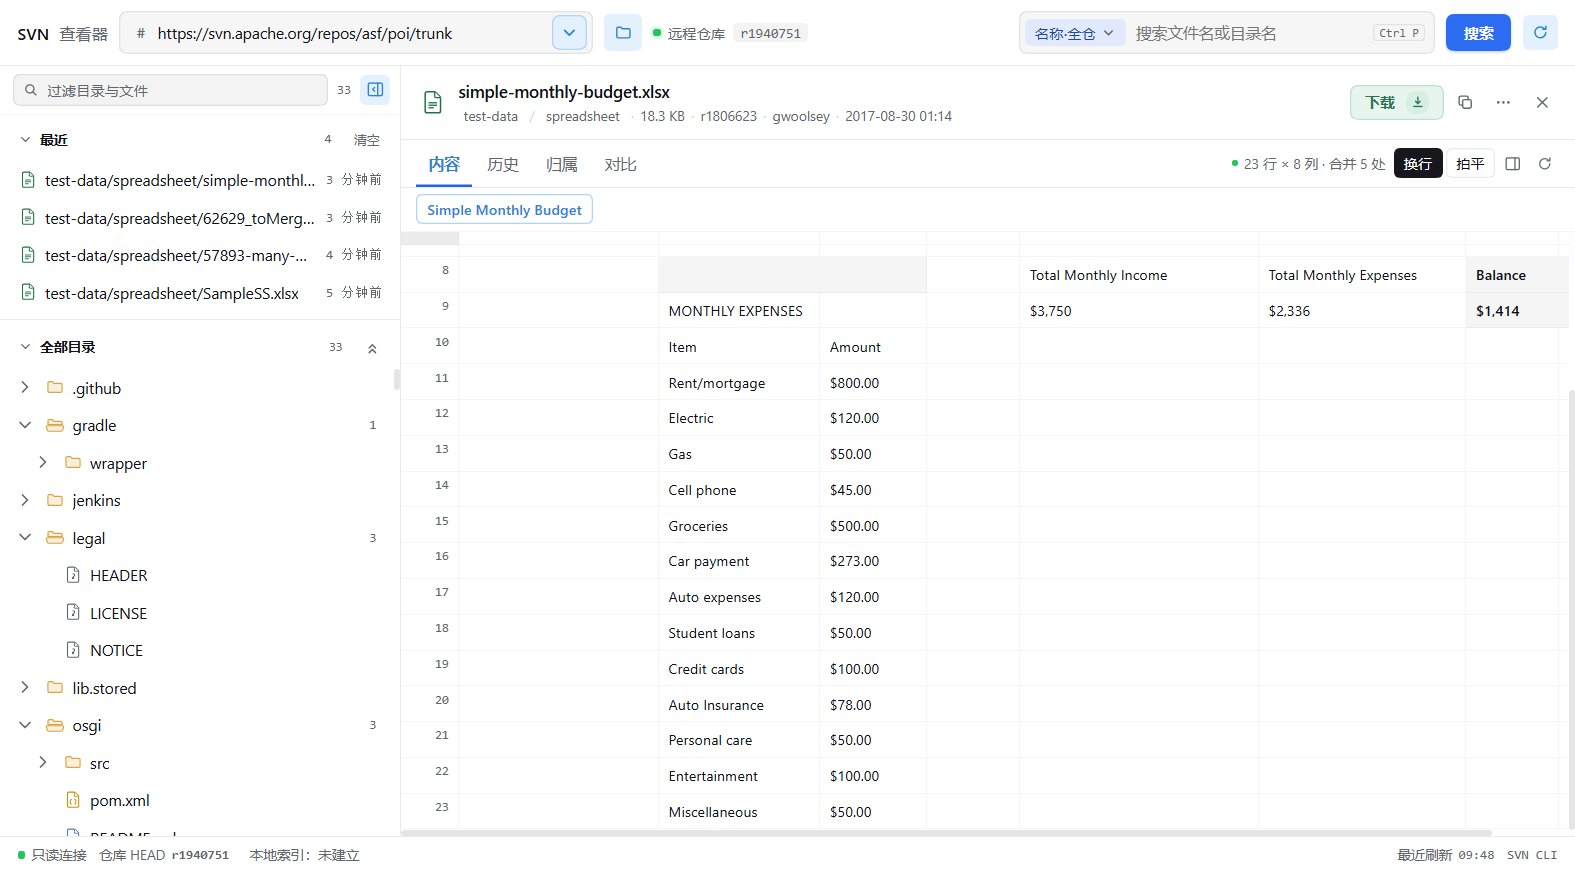 SVN 查看器 # https://svn.apache.org/repos/asf/poi/trunk 远程仓库 r1940751 名称·全仓 搜索文件名或目录名 Ctrl P 搜索
过滤目录与文件 33
最近 4 清空
test-data/spreadsheet/simple-monthl... 3 分钟前
test-data/spreadsheet/62629_toMerg... 3 分钟前
test-data/spreadsheet/57893-many-... 4 分钟前
test-data/spreadsheet/SampleSS.xlsx 5 分钟前
全部目录 33
.github
gradle 1
wrapper
jenkins
legal 3
HEADER
LICENSE
NOTICE
lib.stored
osgi 3
src
pom.xml
simple-monthly-budget.xlsx
test-data / spreadsheet · 18.3 KB · r1806623 · gwoolsey · 2017-08-30 01:14
下载
内容 历史 归属 对比
23 行 × 8 列 · 合并 5 处 换行 拍平
Simple Monthly Budget
8 Total Monthly Income Total Monthly Expenses Balance
9 MONTHLY EXPENSES $3,750 $2,336 $1,414
10 Item Amount
11 Rent/mortgage $800.00
12 Electric $120.00
13 Gas $50.00
14 Cell phone $45.00
15 Groceries $500.00
16 Car payment $273.00
17 Auto expenses $120.00
18 Student loans $50.00
19 Credit cards $100.00
20 Auto Insurance $78.00
21 Personal care $50.00
22 Entertainment $100.00
23 Miscellaneous $50.00
只读连接 仓库 HEAD r1940751 本地索引：未建立 最近刷新 09:48 SVN CLI